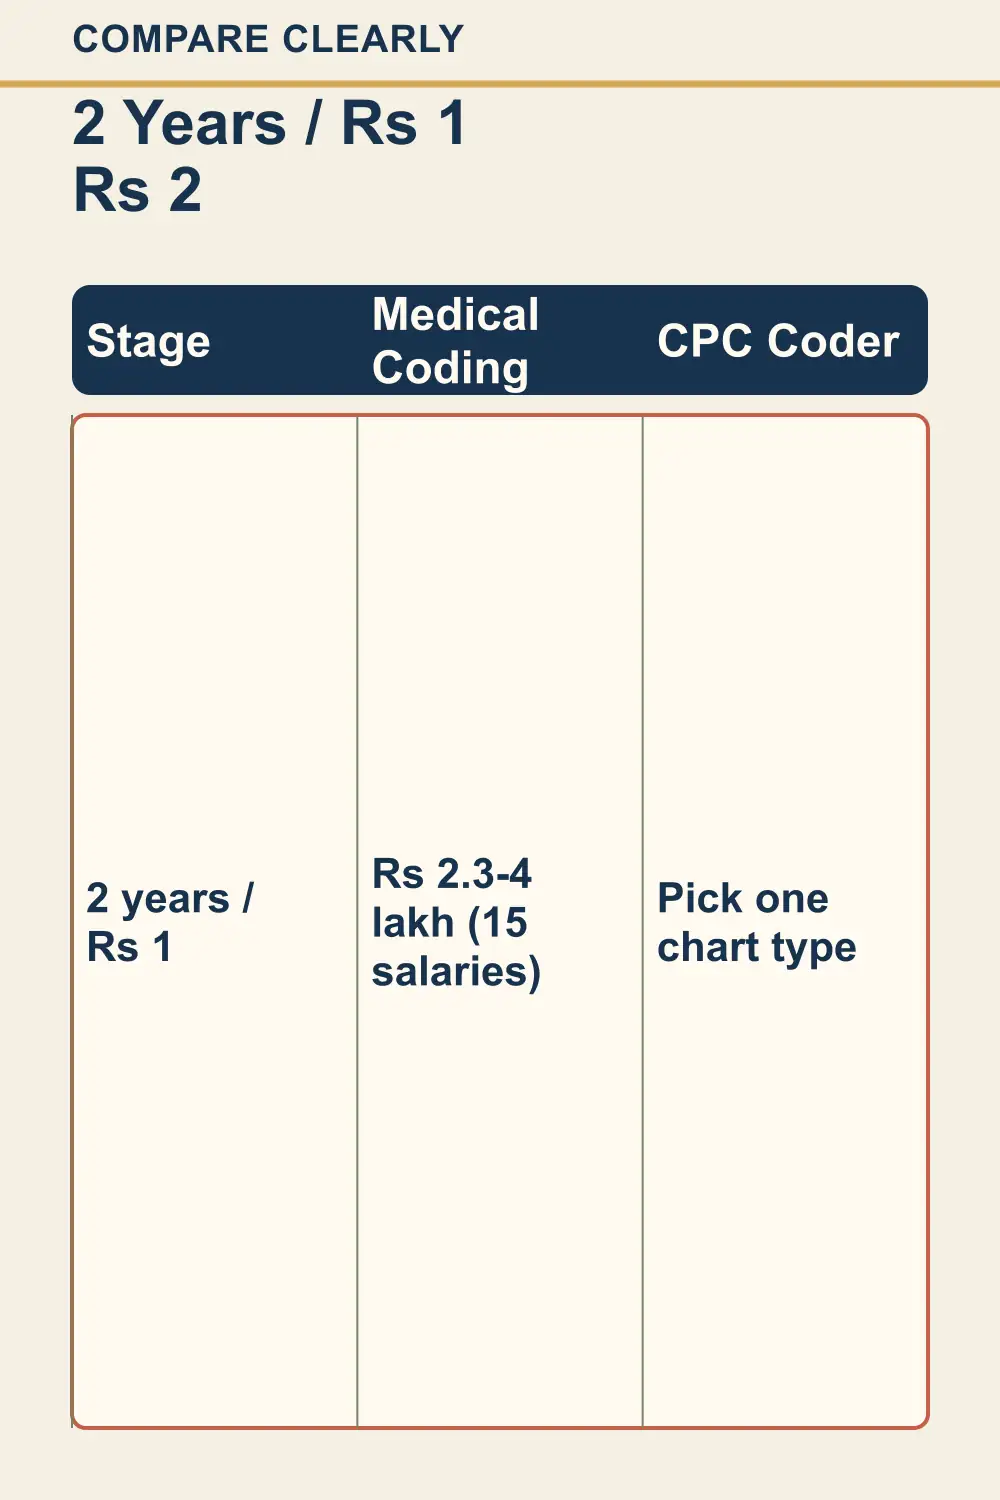 COMPARE CLEARLY
2 Years / Rs 1
Rs 2
Stage
Medical
Coding
CPC Coder
2 years /
Rs 1
Rs 2.3-4
lakh (15
salaries)
Pick one
chart type